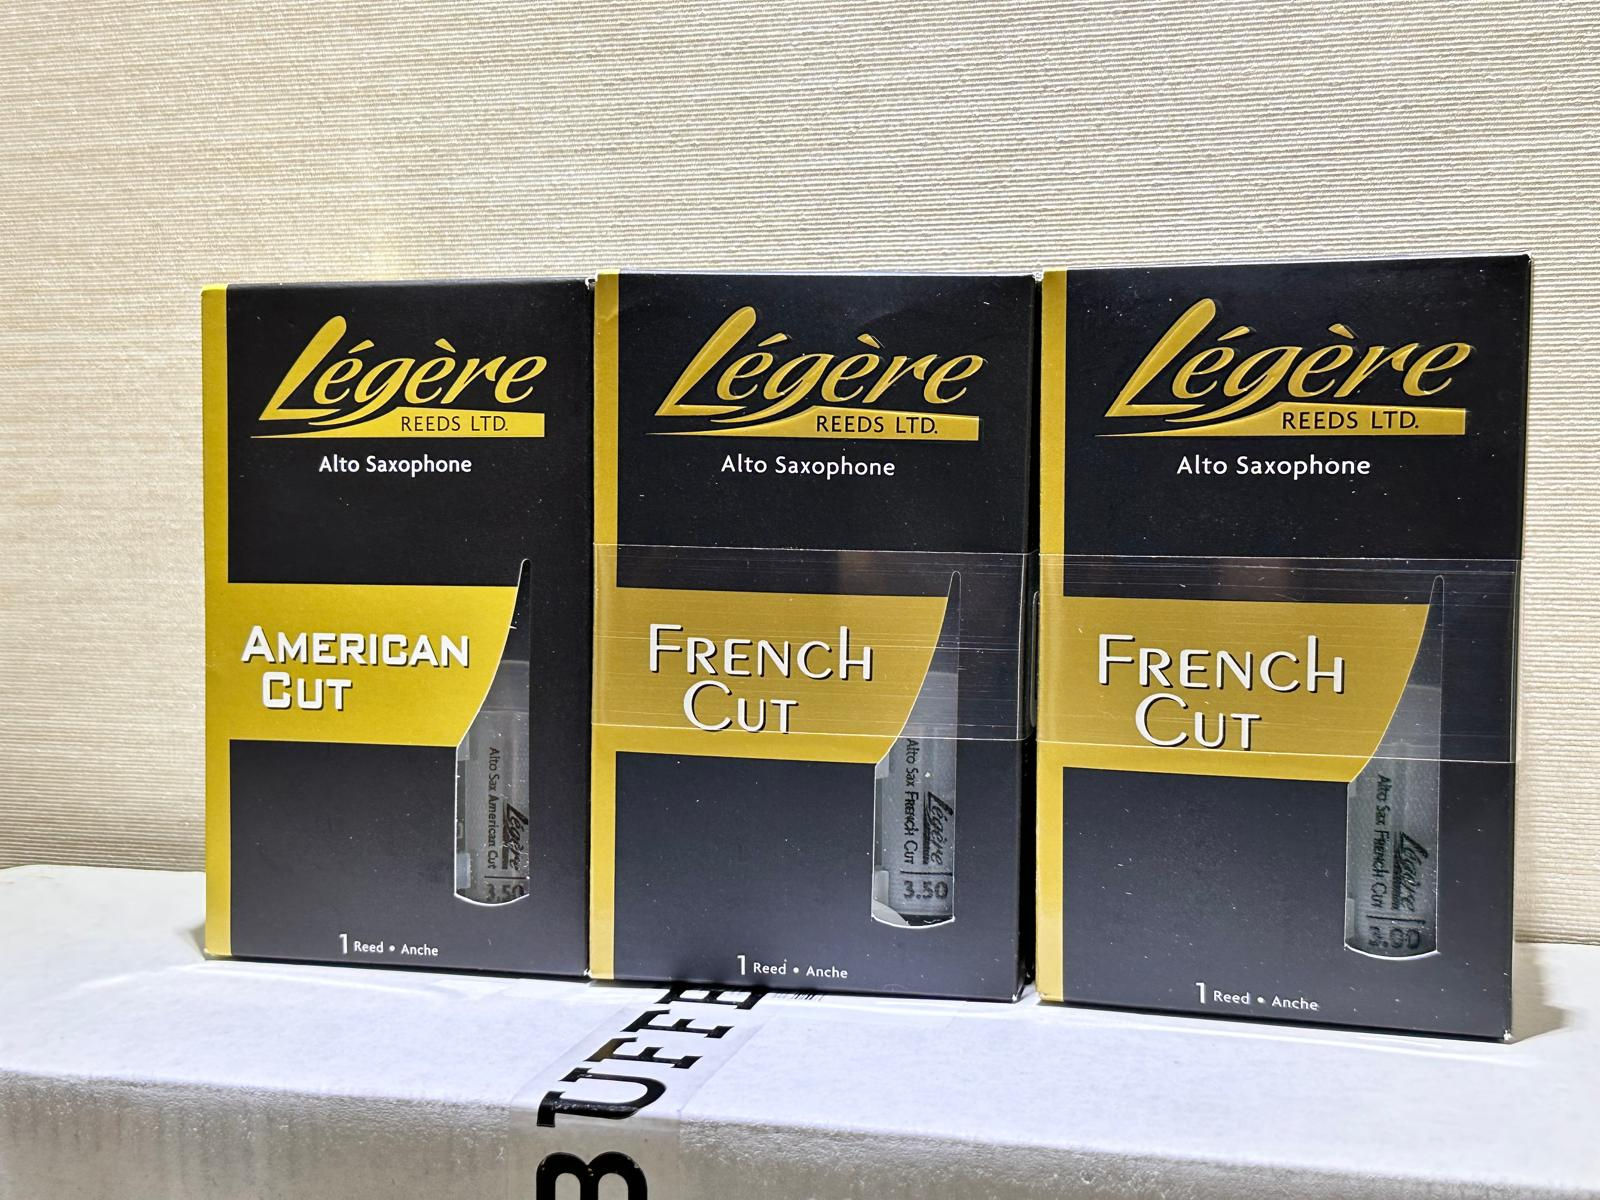 Légère
REEDS LTD.
Alto Saxophone
AMERICAN
CUT
Alto Sax American Cut
Légère
3.50
1 Reed • Anche
Légère
REEDS LTD.
Alto Saxophone
FRENCH
CUT
Alto Sax FRENCH CUT
Légère
3.50
1 Reed • Anche
Légère
REEDS LTD.
Alto Saxophone
FRENCH
CUT
Alto Sax FRENCH CUT
Légère
1 Reed • Anche
BUFFE